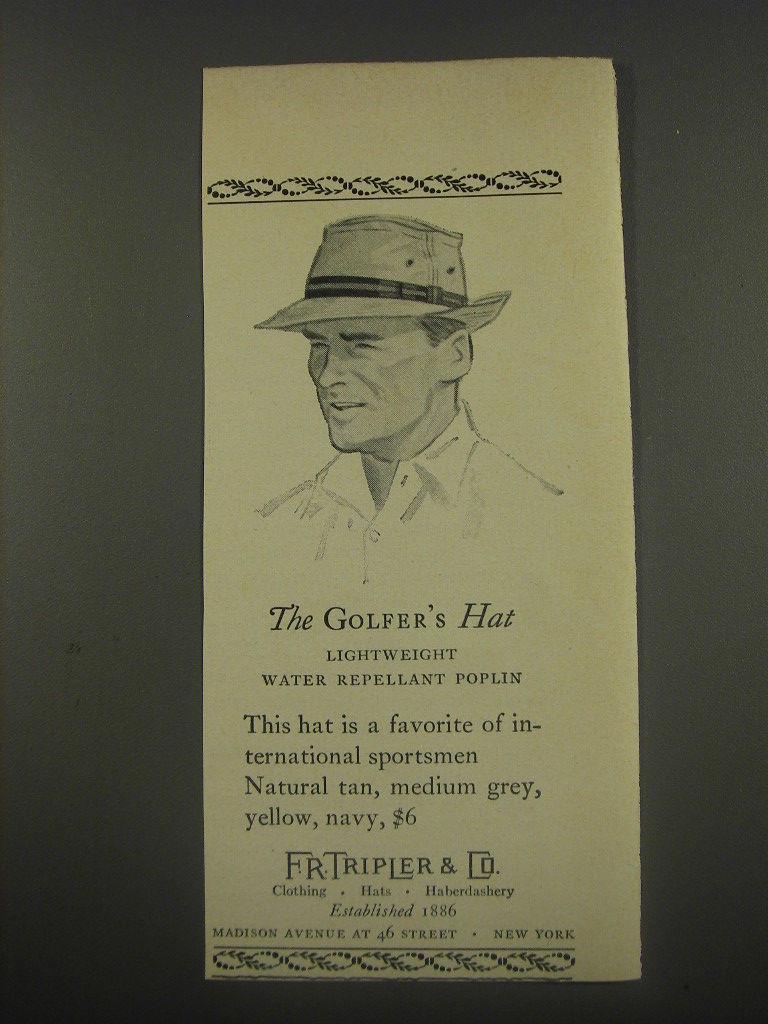 The GOLFER'S Hat
LIGHTWEIGHT
WATER REPELLANT POPLIN
This hat is a favorite of in-
ternational sportsmen
Natural tan, medium grey,
yellow, navy, $6
F.R.TRIPLER & CO.
Clothing · Hats · Haberdashery
Established 1886
MADISON AVENUE AT 46 STREET · NEW YORK